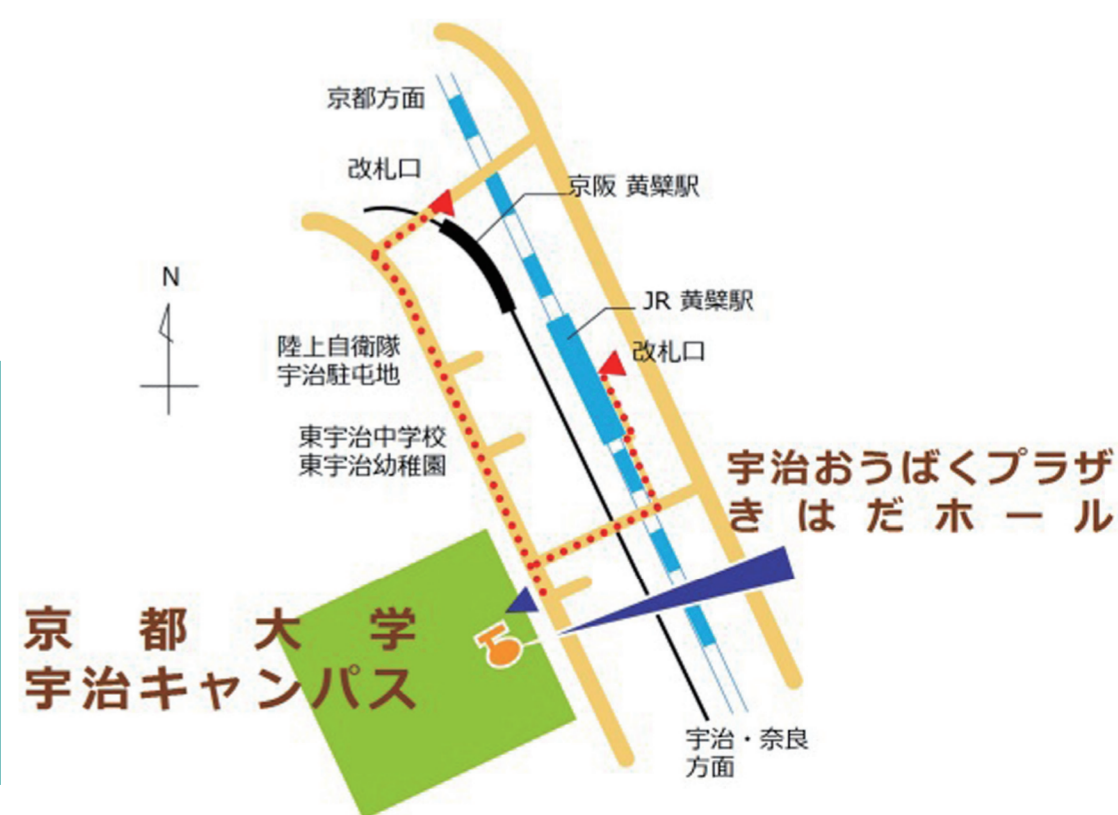 京都方面
改札口
京阪 黄檗駅
N
JR 黄檗駅
陸上自衛隊
宇治駐屯地
改札口
東宇治中学校
東宇治幼稚園
宇治おうばくプラザ
きはだホール
京都大学
宇治キャンパス
宇治・奈良
方面